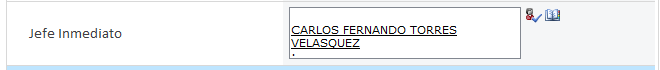 Jefe Inmediato
CARLOS FERNANDO TORRES
VELASQUEZ
.